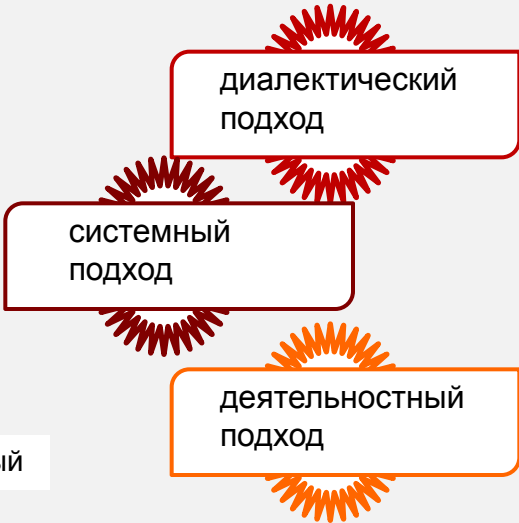 диалектический
подход
системный
подход
деятельностный
подход